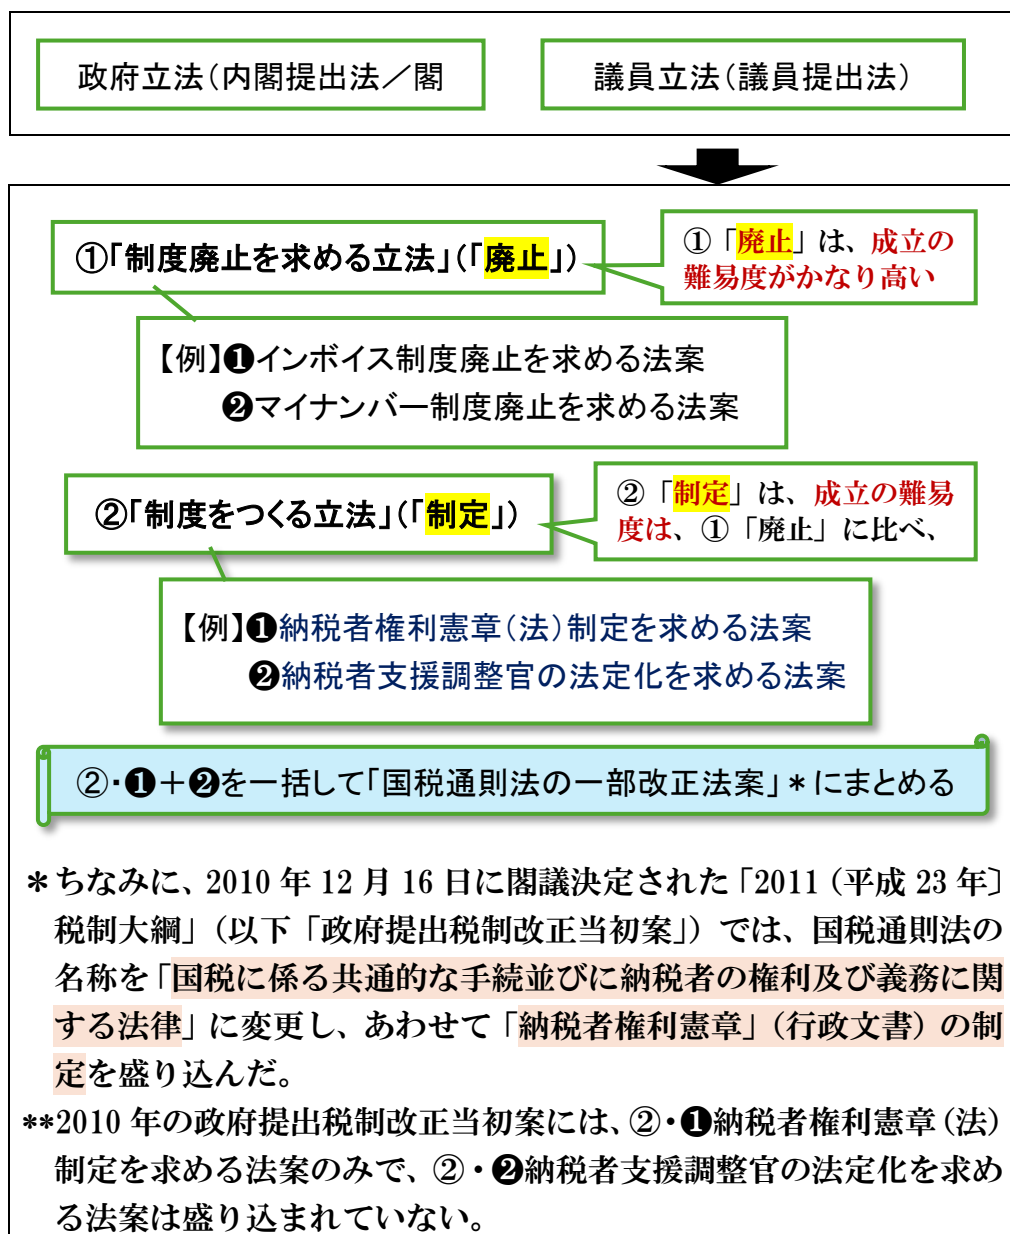 政府立法(内閣提出法／閣
議員立法(議員提出法)
①「制度廃止を求める立法」(「廃止」)
①「廃止」は、成立の
難易度がかなり高い
【例】❶インボイス制度廃止を求める法案
❷マイナンバー制度廃止を求める法案
②「制度をつくる立法」(「制定」)
②「制定」は、成立の難易
度は、①「廃止」に比べ、
【例】❶納税者権利憲章(法)制定を求める法案
❷納税者支援調整官の法定化を求める法案
②・❶＋❷を一括して「国税通則法の一部改正法案」＊にまとめる
＊ちなみに、2010 年 12 月 16 日に閣議決定された「2011（平成 23 年〕
税制大綱」（以下「政府提出税制改正当初案」）では、国税通則法の
名称を「国税に係る共通的な手続並びに納税者の権利及び義務に関
する法律」に変更し、あわせて「納税者権利憲章」（行政文書）の制
定を盛り込んだ。
**2010 年の政府提出税制改正当初案には、②・❶納税者権利憲章（法）
制定を求める法案のみで、②・❷納税者支援調整官の法定化を求め
る法案は盛り込まれていない。